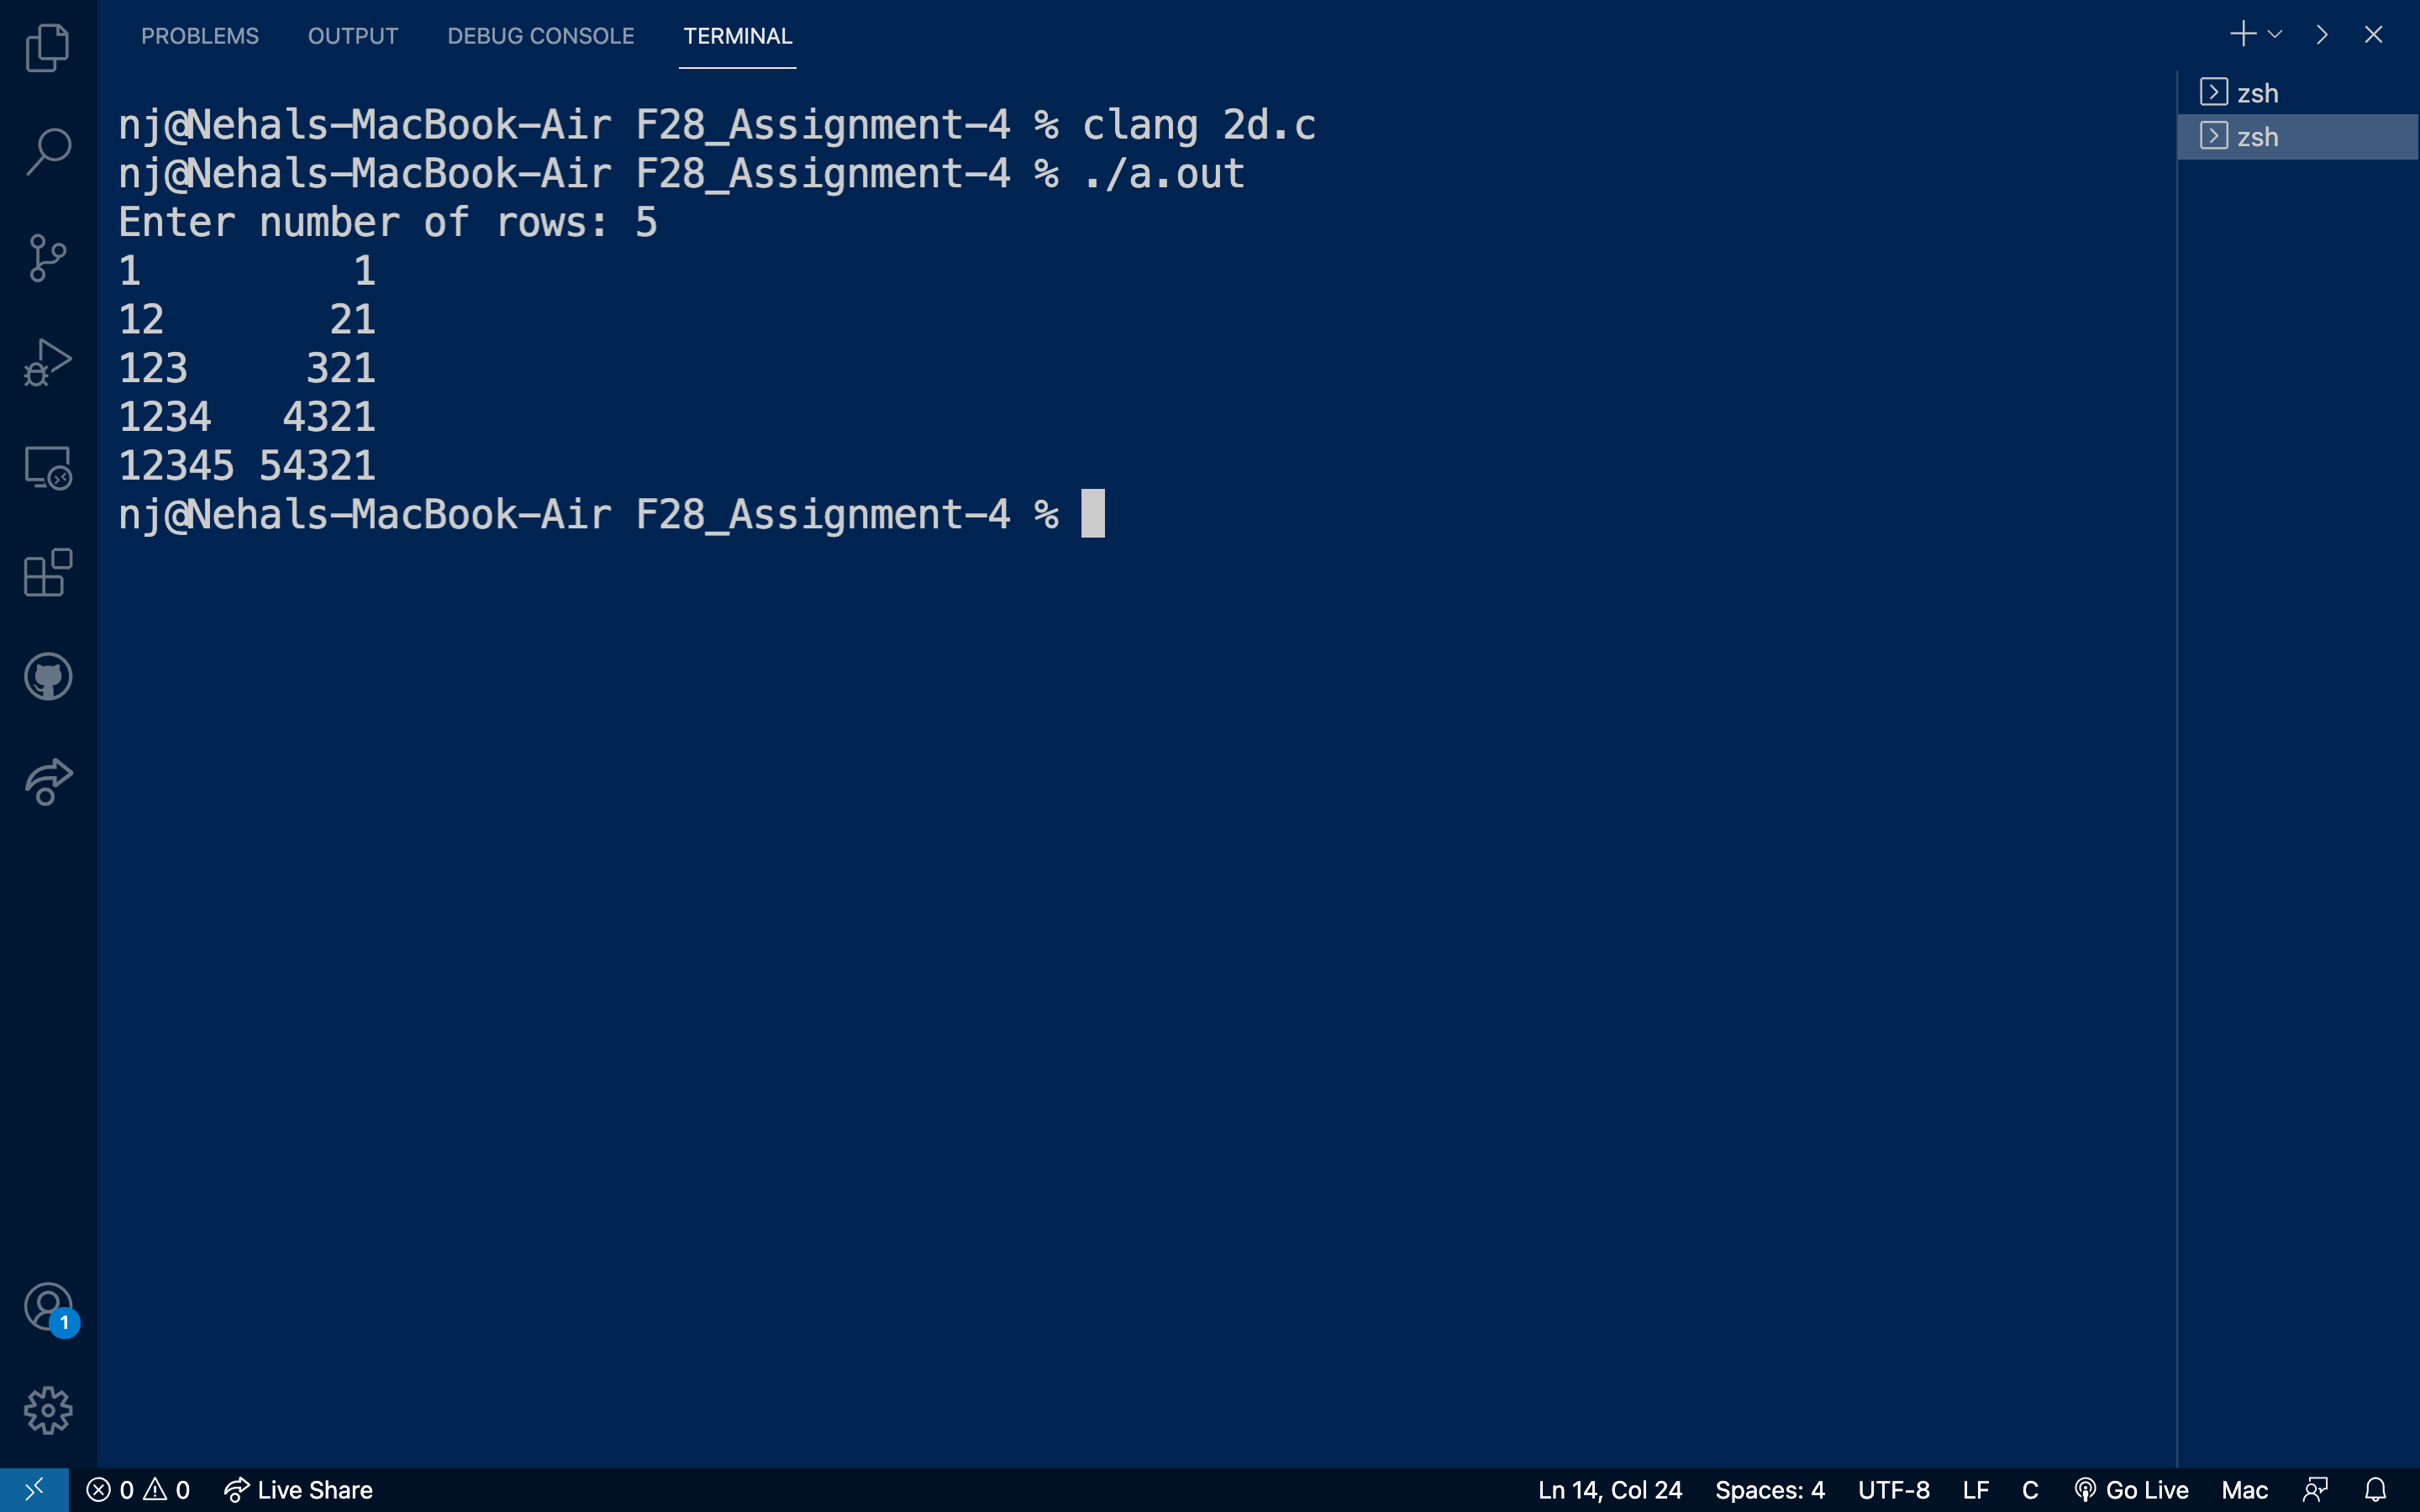 PROBLEMS OUTPUT DEBUG CONSOLE TERMINAL
zsh
zsh
nj@Nehals-MacBook-Air F28_Assignment-4 % clang 2d.c
nj@Nehals-MacBook-Air F28_Assignment-4 % ./a.out
Enter number of rows: 5
1         1
12       21
123     321
1234   4321
12345 54321
nj@Nehals-MacBook-Air F28_Assignment-4 %
1
0 0 Live Share Ln 14, Col 24 Spaces: 4 UTF-8 LF C Go Live Mac